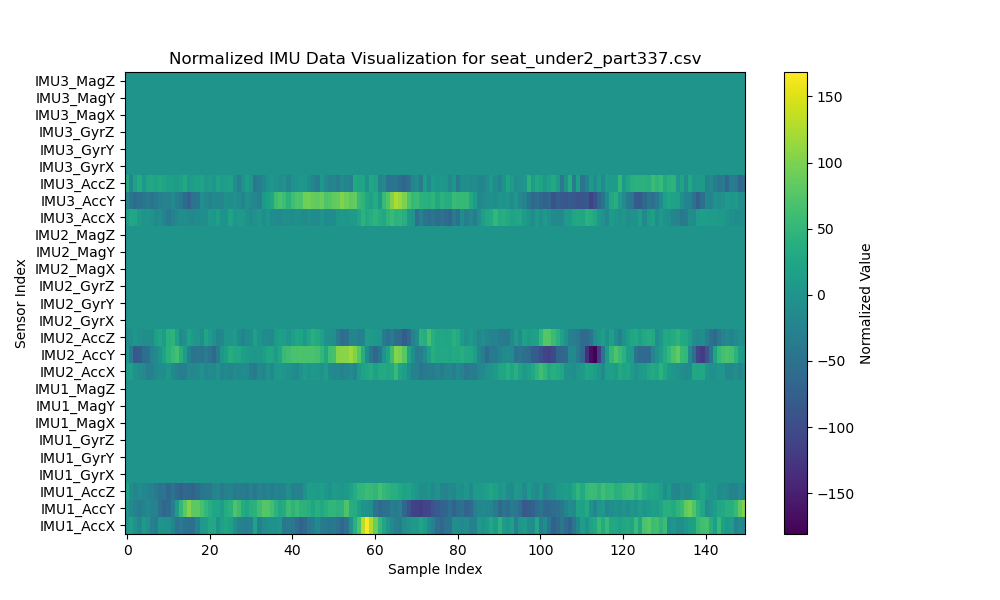 Normalized IMU Data Visualization for seat_under2_part337.csv
IMU3_MagZ
IMU3_MagY
IMU3_MagX
IMU3_GyrZ
IMU3_GyrY
IMU3_GyrX
IMU3_AccZ
IMU3_AccY
IMU3_AccX
IMU2_MagZ
IMU2_MagY
IMU2_MagX
IMU2_GyrZ
IMU2_GyrY
IMU2_GyrX
IMU2_AccZ
IMU2_AccY
IMU2_AccX
IMU1_MagZ
IMU1_MagY
IMU1_MagX
IMU1_GyrZ
IMU1_GyrY
IMU1_GyrX
IMU1_AccZ
IMU1_AccY
IMU1_AccX
Sensor Index
0 20 40 60 80 100 120 140
Sample Index
150
100
50
0
−50
−100
−150
Normalized Value